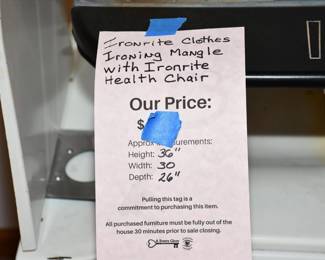 Ironrite Clothes
Ironing Mangle
with Ironrite
Health Chair
Our Price:
$
Approx Measurements:
Height: 36"
Width: 30
Depth: 26"
Pulling this tag is a
commitment to purchasing this item.
All purchased furniture must be fully out of the
house 30 minutes prior to sale closing.